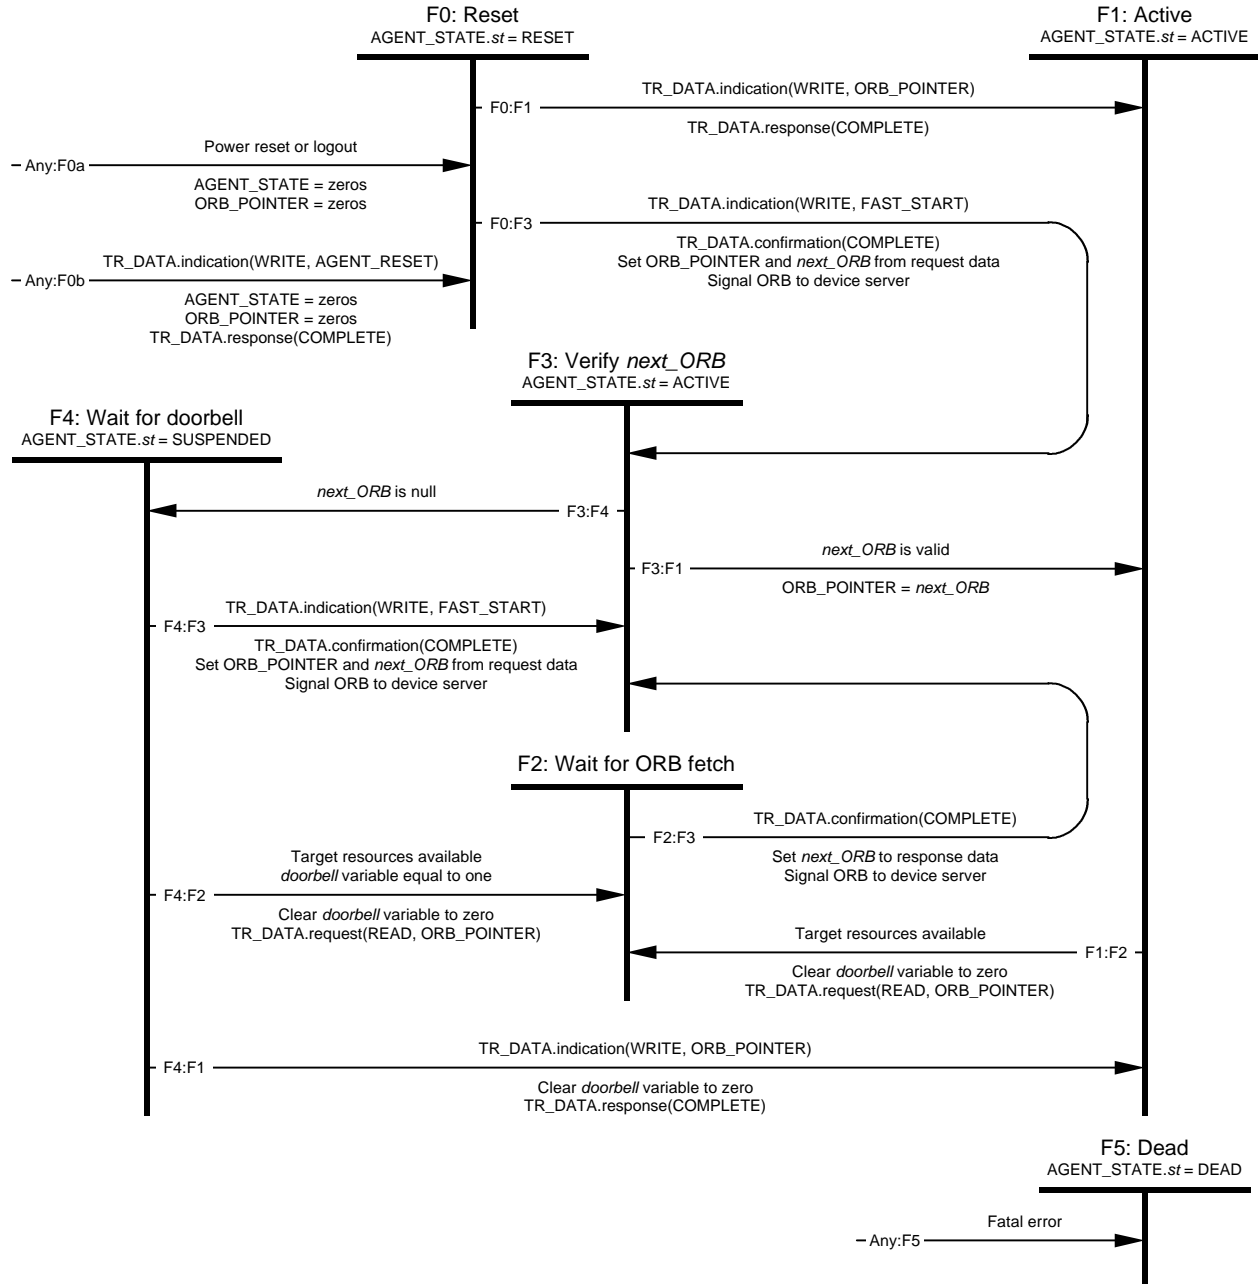 F0: Reset
AGENT_STATE.st = RESET
F1: Active
AGENT_STATE.st = ACTIVE
TR_DATA.indication(WRITE, ORB_POINTER)
F0:F1
TR_DATA.response(COMPLETE)
Power reset or logout
Any:F0a
AGENT_STATE = zeros
ORB_POINTER = zeros
TR_DATA.indication(WRITE, FAST_START)
F0:F3
TR_DATA.confirmation(COMPLETE)
Set ORB_POINTER and next_ORB from request data
Signal ORB to device server
TR_DATA.indication(WRITE, AGENT_RESET)
Any:F0b
AGENT_STATE = zeros
ORB_POINTER = zeros
TR_DATA.response(COMPLETE)
F3: Verify next_ORB
AGENT_STATE.st = ACTIVE
F4: Wait for doorbell
AGENT_STATE.st = SUSPENDED
next_ORB is null
F3:F4
next_ORB is valid
F3:F1
ORB_POINTER = next_ORB
TR_DATA.indication(WRITE, FAST_START)
F4:F3
TR_DATA.confirmation(COMPLETE)
Set ORB_POINTER and next_ORB from request data
Signal ORB to device server
F2: Wait for ORB fetch
TR_DATA.confirmation(COMPLETE)
F2:F3
Set next_ORB to response data
Signal ORB to device server
Target resources available
doorbell variable equal to one
F4:F2
Clear doorbell variable to zero
TR_DATA.request(READ, ORB_POINTER)
Target resources available
F1:F2
Clear doorbell variable to zero
TR_DATA.request(READ, ORB_POINTER)
TR_DATA.indication(WRITE, ORB_POINTER)
F4:F1
Clear doorbell variable to zero
TR_DATA.response(COMPLETE)
F5: Dead
AGENT_STATE.st = DEAD
Fatal error
Any:F5